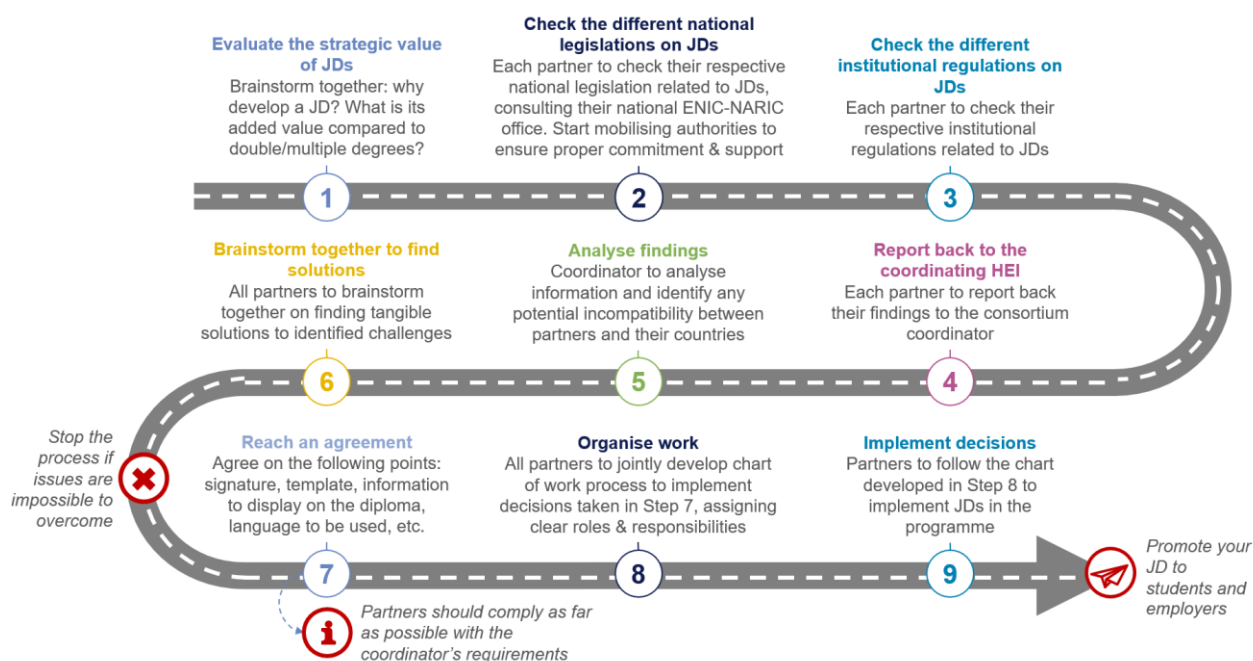 Evaluate the strategic value
of JDs
Brainstorm together: why
develop a JD? What is its
added value compared to
double/multiple degrees?
1
Check the different national
legislations on JDs
Each partner to check their respective
national legislation related to JDs,
consulting their national ENIC-NARIC
office. Start mobilising authorities to
ensure proper commitment & support
2
Check the different
institutional regulations on
JDs
Each partner to check their
respective institutional
regulations related to JDs
3
Report back to the
coordinating HEI
Each partner to report back
their findings to the consortium
coordinator
4
Analyse findings
Coordinator to analyse
information and identify any
potential incompatibility between
partners and their countries
5
Brainstorm together to find
solutions
All partners to brainstorm
together on finding tangible
solutions to identified challenges
6
Stop the
process if
issues are
impossible to
overcome
Reach an agreement
Agree on the following points:
signature, template, information
to display on the diploma,
language to be used, etc.
7
Partners should comply as far
as possible with the
coordinator's requirements
Organise work
All partners to jointly develop chart
of work process to implement
decisions taken in Step 7, assigning
clear roles & responsibilities
8
Implement decisions
Partners to follow the chart
developed in Step 8 to
implement JDs in the
programme
9
Promote your
JD to
students and
employers